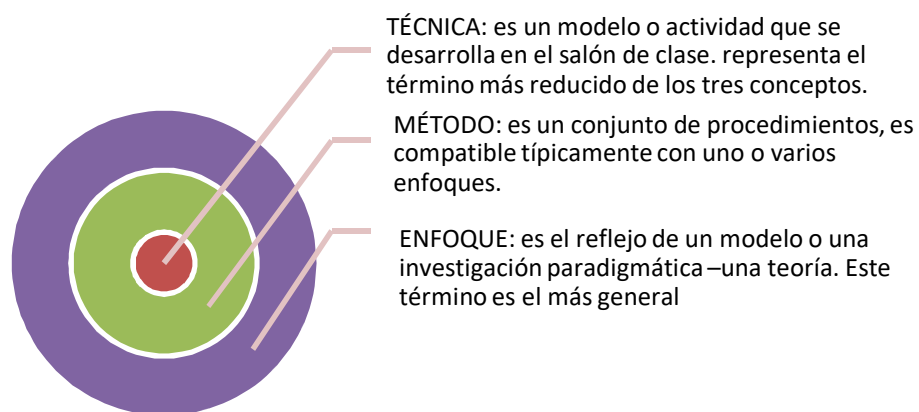 TÉCNICA: es un modelo o actividad que se
desarrolla en el salón de clase. representa el
término más reducido de los tres conceptos.
MÉTODO: es un conjunto de procedimientos, es
compatible típicamente con uno o varios
enfoques.
ENFOQUE: es el reflejo de un modelo o una
investigación paradigmática –una teoría. Este
término es el más general